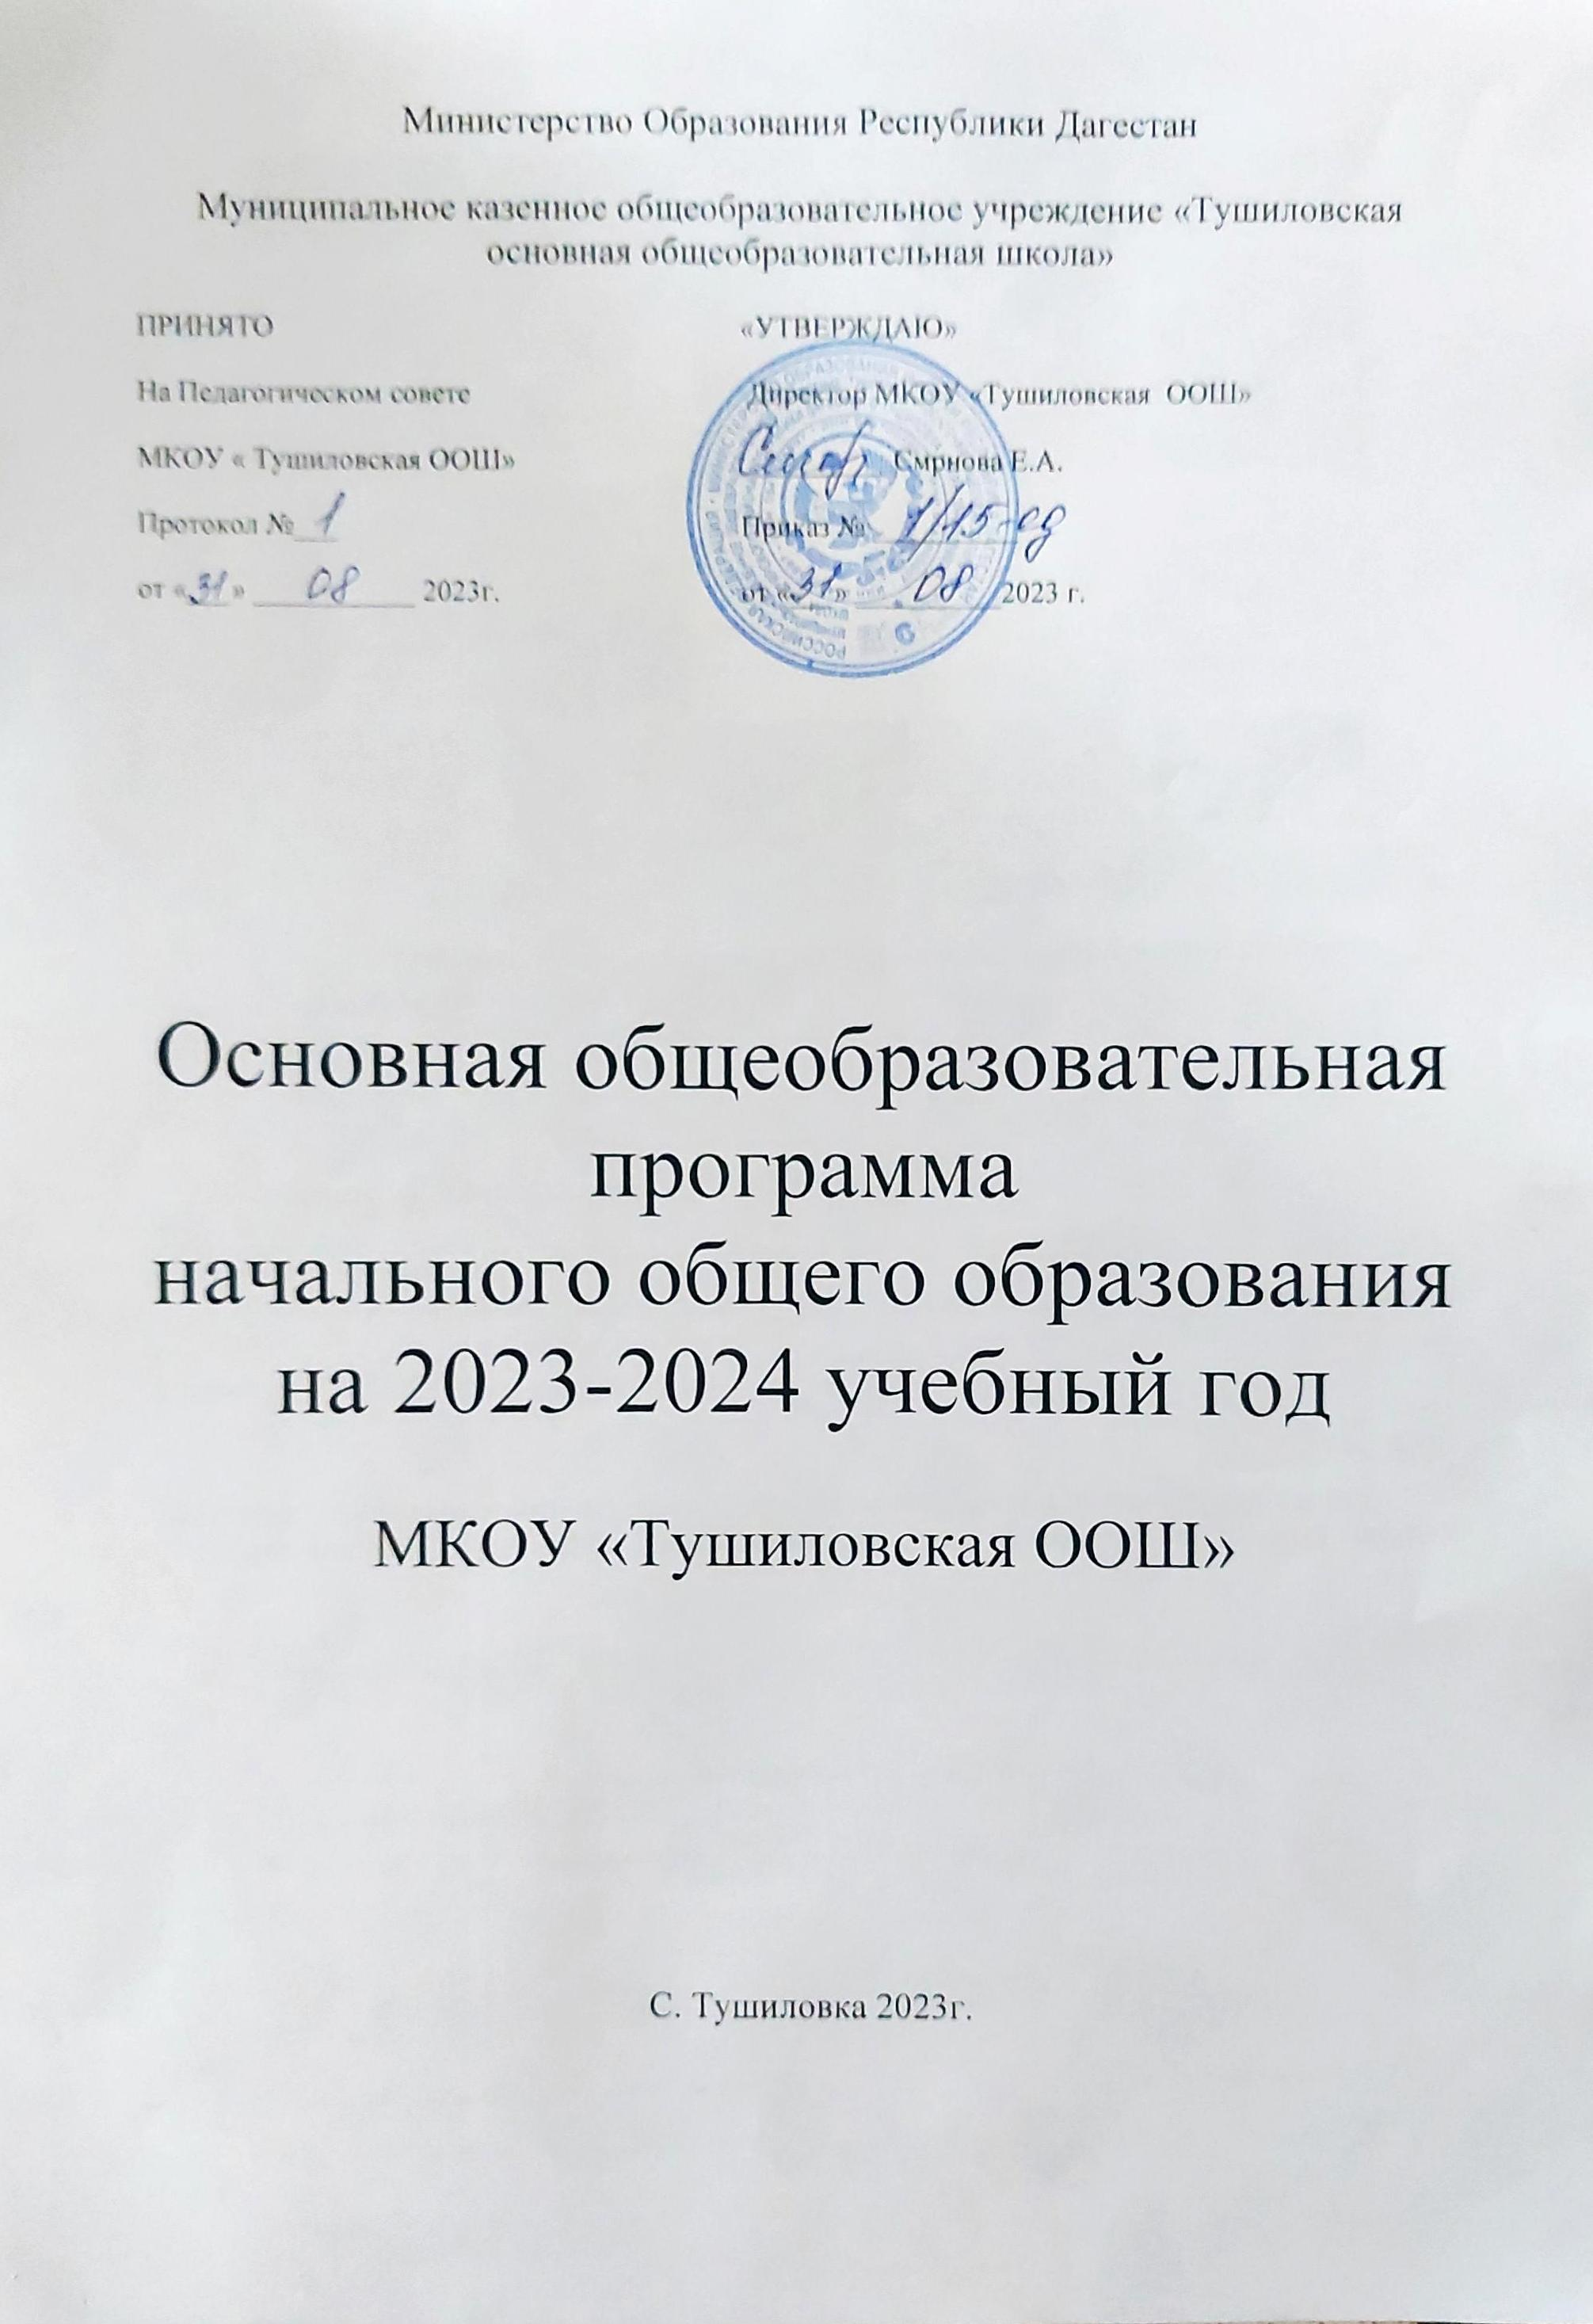 Министерство Образования Республики Дагестан
Муниципальное казенное общеобразовательное учреждение «Тушиловская
основная общеобразовательная школа»
ПРИНЯТО
На Педагогическом совете
МКОУ « Тушиловская ООШ»
Протокол № 1
от «31» 08 2023г.
«УТВЕРЖДАЮ»
Директор МКОУ «Тушиловская ООШ»
Смрнова Е.А.
Приказ № 1/15-од
от «31» 08 2023 г.
Основная общеобразовательная
программа
начального общего образования
на 2023-2024 учебный год
МКОУ «Тушиловская ООШ»
С. Тушиловка 2023г.